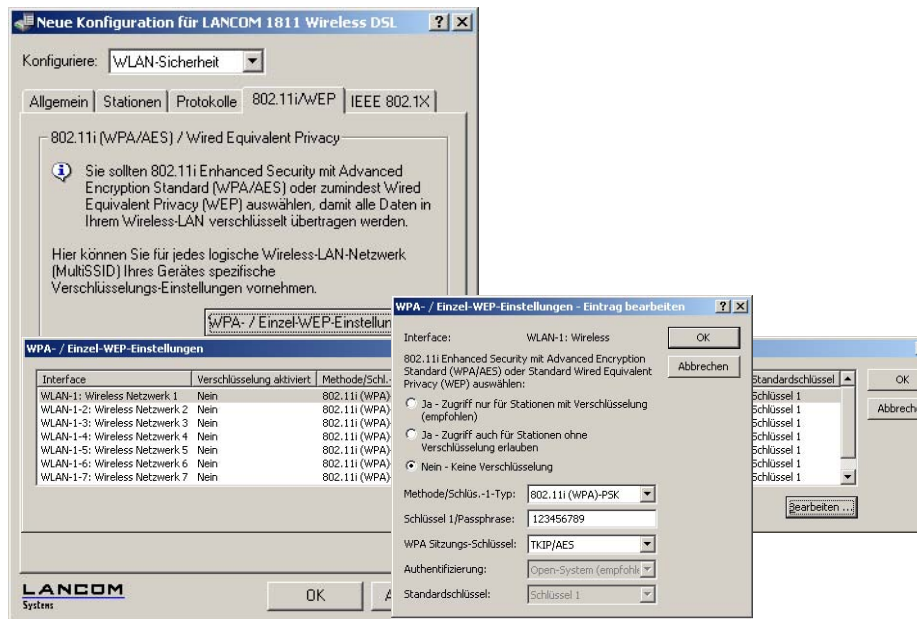 Neue Konfiguration für LANCOM 1811 Wireless DSL
Konfiguriere: WLAN-Sicherheit
Allgemein Stationen Protokolle 802.11i/WEP IEEE 802.1X
802.11i (WPA/AES) / Wired Equivalent Privacy
Sie sollten 802.11i Enhanced Security mit Advanced
Encryption Standard (WPA/AES) oder zumindest Wired
Equivalent Privacy (WEP) auswählen, damit alle Daten in
Ihrem Wireless-LAN verschlüsselt übertragen werden.
Hier können Sie für jedes logische Wireless-LAN-Netzwerk
(MultiSSID) Ihres Gerätes spezifische
Verschlüsselungs-Einstellungen vornehmen.
WPA- / Einzel-WEP-Einstellun
WPA- / Einzel-WEP-Einstellungen
Interface Verschlüsselung aktiviert Methode/Schl.- Standardschlüssel
WLAN-1: Wireless Netzwerk 1 Nein 802.11i (WPA) Schlüssel 1
WLAN-1-2: Wireless Netzwerk 2 Nein 802.11i (WPA) Schlüssel 1
WLAN-1-3: Wireless Netzwerk 3 Nein 802.11i (WPA) Schlüssel 1
WLAN-1-4: Wireless Netzwerk 4 Nein 802.11i (WPA) Schlüssel 1
WLAN-1-5: Wireless Netzwerk 5 Nein 802.11i (WPA) Schlüssel 1
WLAN-1-6: Wireless Netzwerk 6 Nein 802.11i (WPA) Schlüssel 1
WLAN-1-7: Wireless Netzwerk 7 Nein 802.11i (WPA) Schlüssel 1
OK
Abbreche
Bearbeiten ...
WPA- / Einzel-WEP-Einstellungen - Eintrag bearbeiten
Interface: WLAN-1: Wireless
OK
Abbrechen
802.11i Enhanced Security mit Advanced Encryption
Standard (WPA/AES) oder Standard Wired Equivalent
Privacy (WEP) auswählen:
Ja - Zugriff nur für Stationen mit Verschlüsselung
(empfohlen)
Ja - Zugriff auch für Stationen ohne
Verschlüsselung erlauben
Nein - Keine Verschlüsselung
Methode/Schlüs.-1-Typ: 802.11i (WPA)-PSK
Schlüssel 1/Passphrase: 123456789
WPA Sitzungs-Schlüssel: TKIP/AES
Authentifizierung: Open-System (empfohle
Standardschlüssel: Schlüssel 1
LANCOM
Systems
OK
A